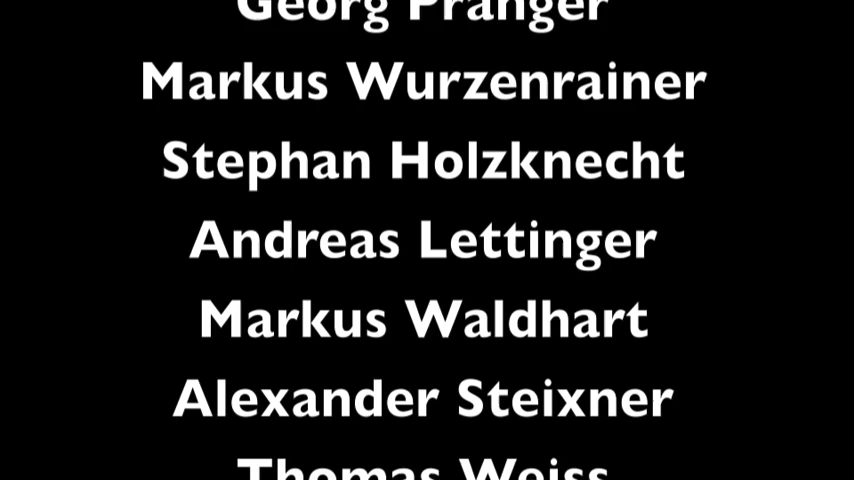 Georg Pranger
Markus Wurzenrainer
Stephan Holzknecht
Andreas Lettinger
Markus Waldhart
Alexander Steixner
Thomas Weiss